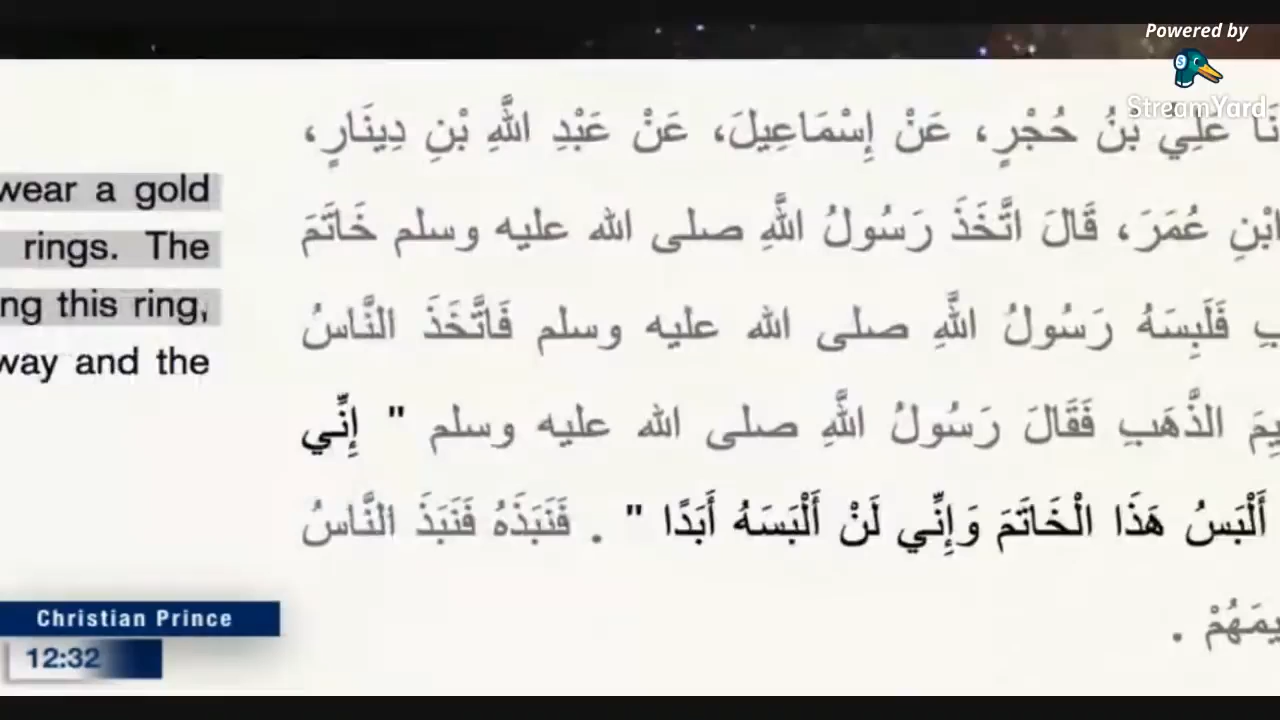 Powered by
StreamYard
نَا عَلِيُّ بْنُ حُجْرٍ، عَنْ إِسْمَاعِيلَ، عَنْ عَبْدِ اللَّهِ بْنِ دِينَارٍ،
ابْنِ عُمَرَ، قَالَ اتَّخَذَ رَسُولُ اللَّهِ صلى الله عليه وسلم خَاتَمَ
بِ فَلَبِسَهُ رَسُولُ اللَّهِ صلى الله عليه وسلم فَاتَّخَذَ النَّاسُ
يمَ الذَّهَبِ فَقَالَ رَسُولُ اللَّهِ صلى الله عليه وسلم " إِنِّي
أَلْبَسُ هَذَا الْخَاتَمَ وَإِنِّي لَنْ أَلْبَسَهُ أَبَدًا " . فَنَبَذَهُ فَنَبَذَ النَّاسُ
يمَهُمْ .
wear a gold
rings. The
ng this ring,
way and the
Christian Prince
12:32